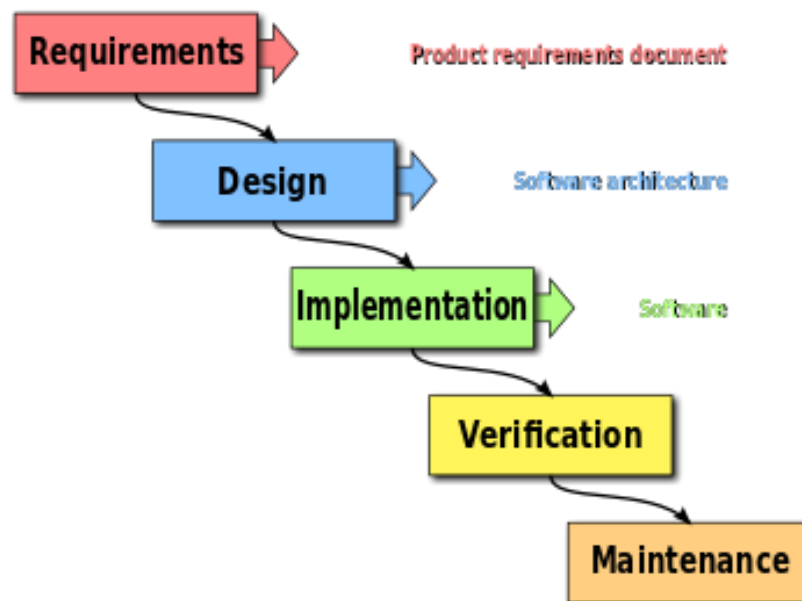 Requirements
Product requirements document
Design
Software architecture
Implementation
Software
Verification
Maintenance